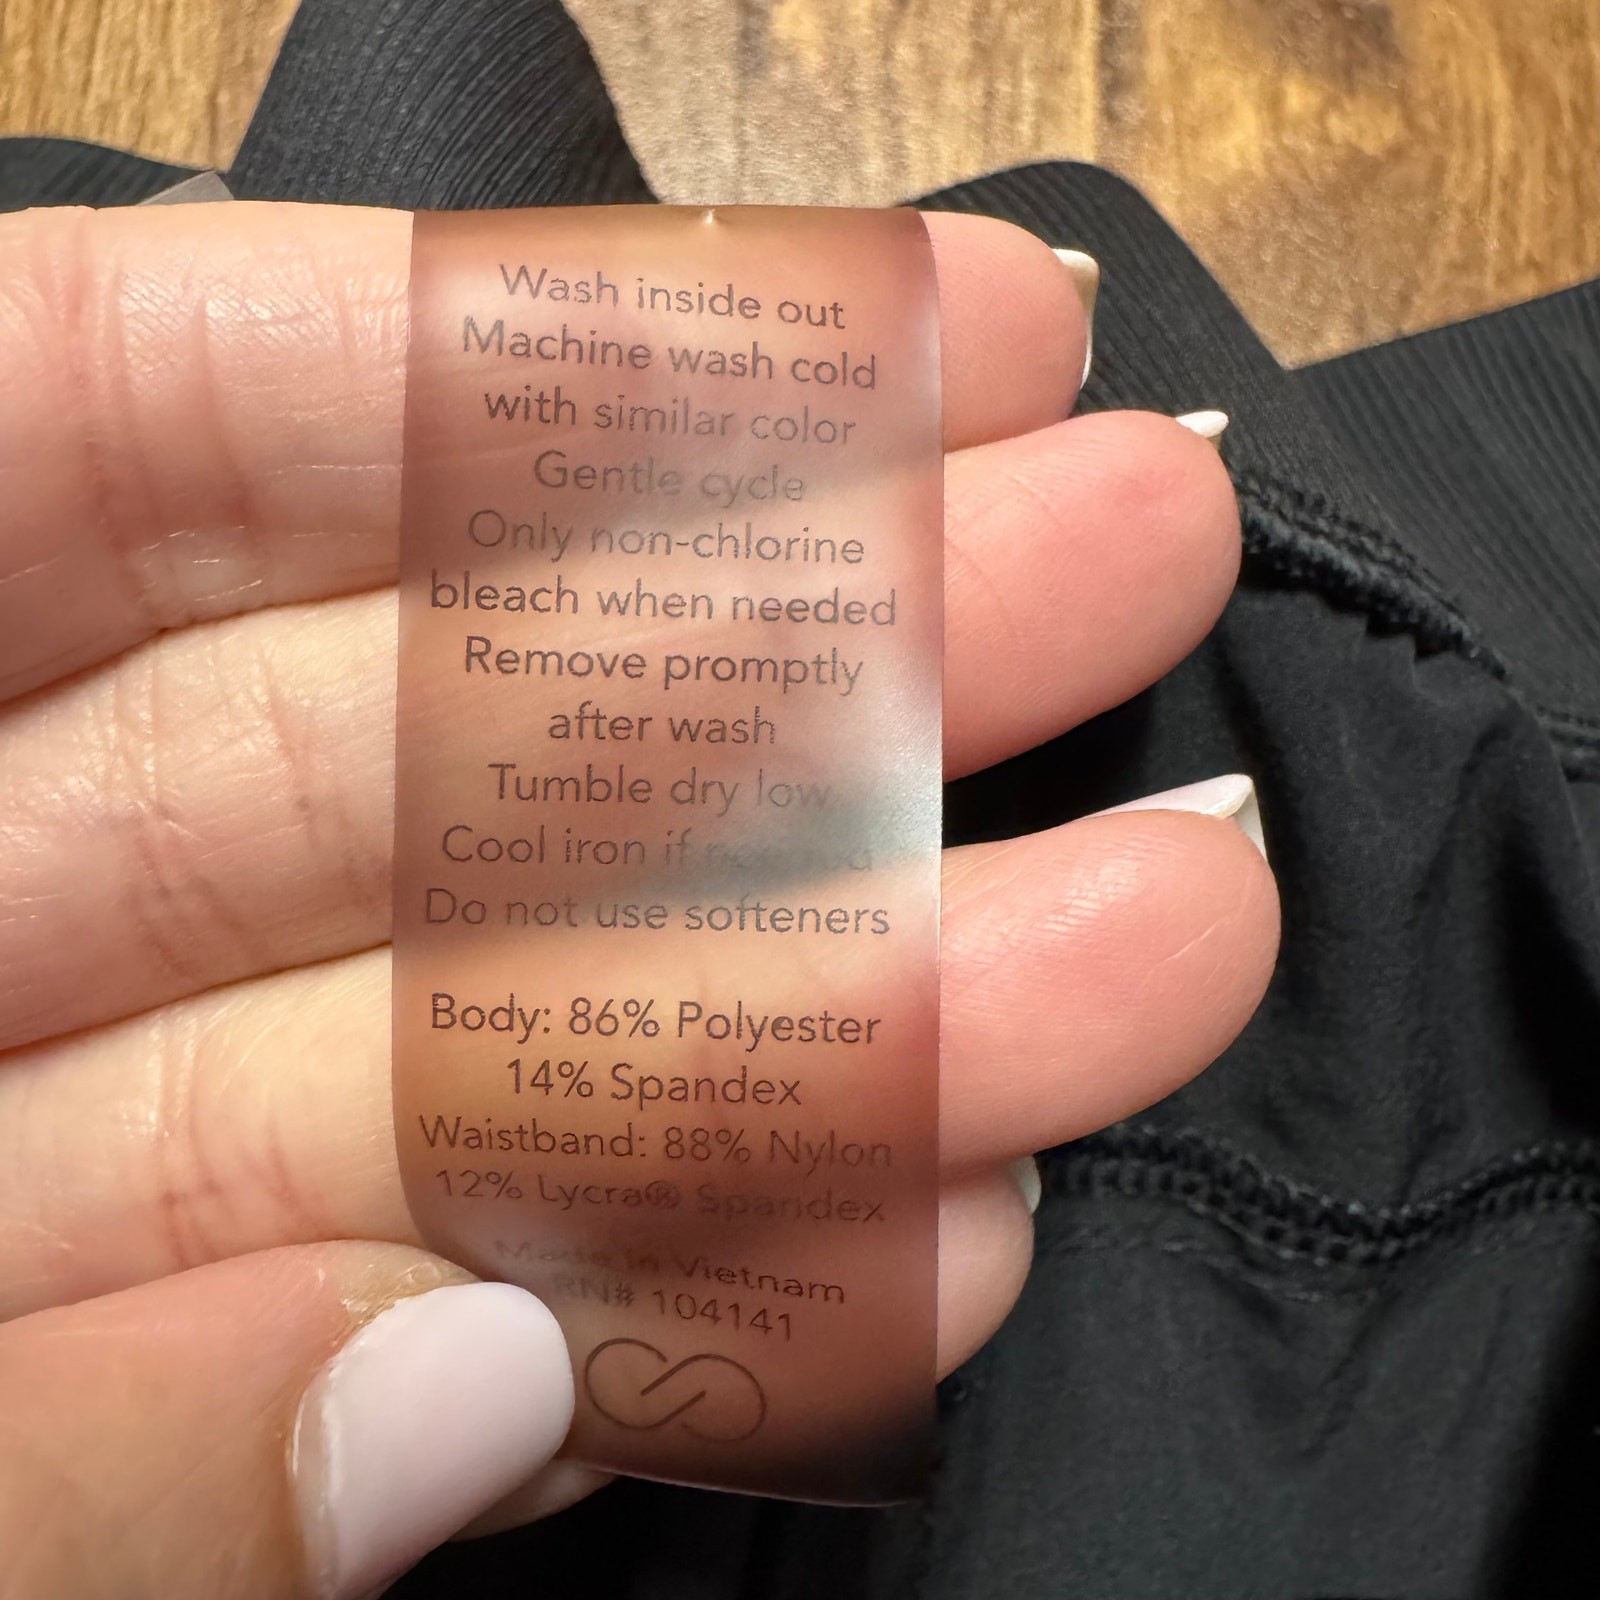 Wash inside out
Machine wash cold
with similar color
Gentle cycle
Only non-chlorine
bleach when needed
Remove promptly
after wash
Tumble dry low
Cool iron if
Do not use softeners
Body: 86% Polyester
14% Spandex
Waistband: 88% Nylon
12% Lycra® Spandex
Made in Vietnam
RN# 104141